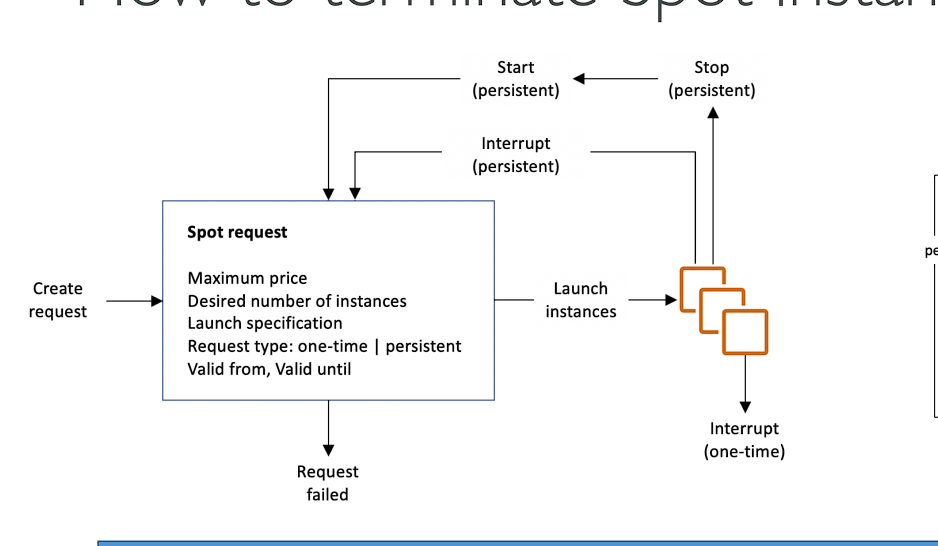 How to terminate Spot Instan
Start
(persistent)
Stop
(persistent)
Interrupt
(persistent)
Spot request
Maximum price
Desired number of instances
Launch specification
Request type: one-time | persistent
Valid from, Valid until
Create
request
Launch
instances
Interrupt
(one-time)
Request
failed
pe